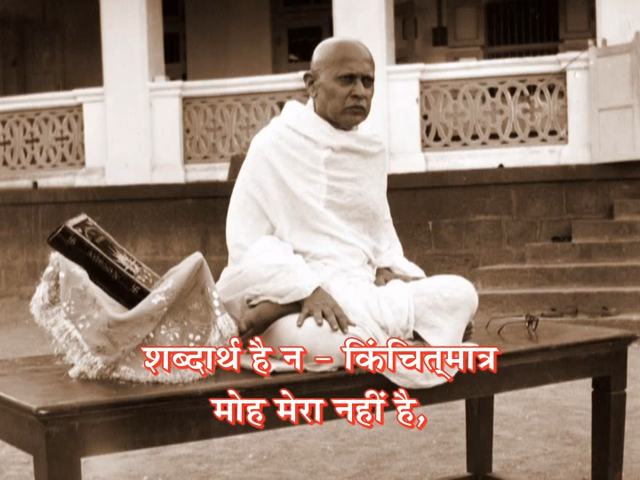 शब्दार्थ है न - किंचित्‌मात्र
मोह मेरा नहीं है,